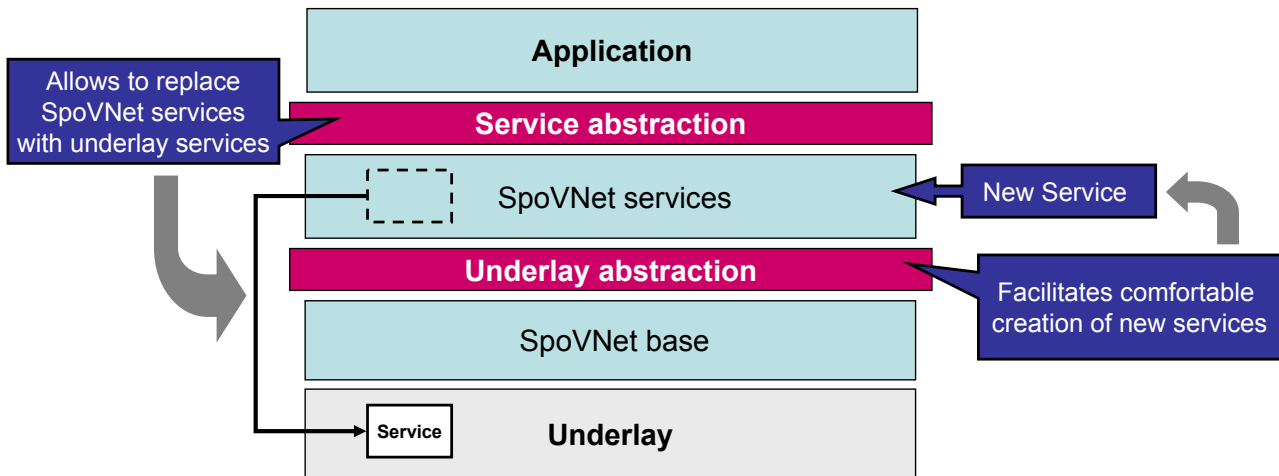 Application
Allows to replace
SpoVNet services
with underlay services
Service abstraction
SpoVNet services
New Service
Underlay abstraction
Facilitates comfortable
creation of new services
SpoVNet base
Service
Underlay